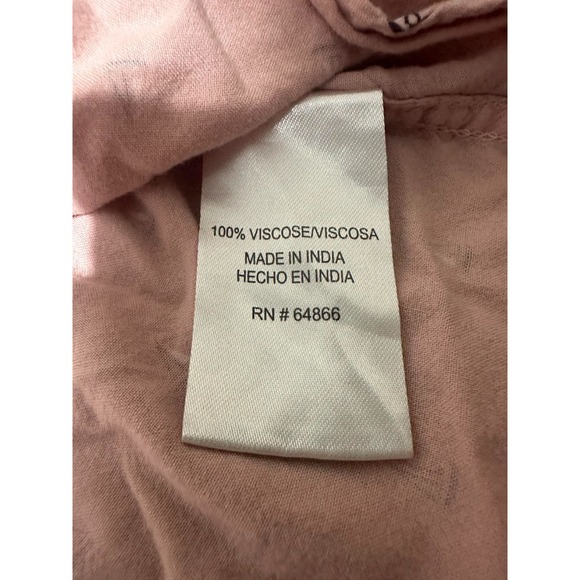 100% VISCOSE/VISCOSA
MADE IN INDIA
HECHO EN INDIA
RN # 64866